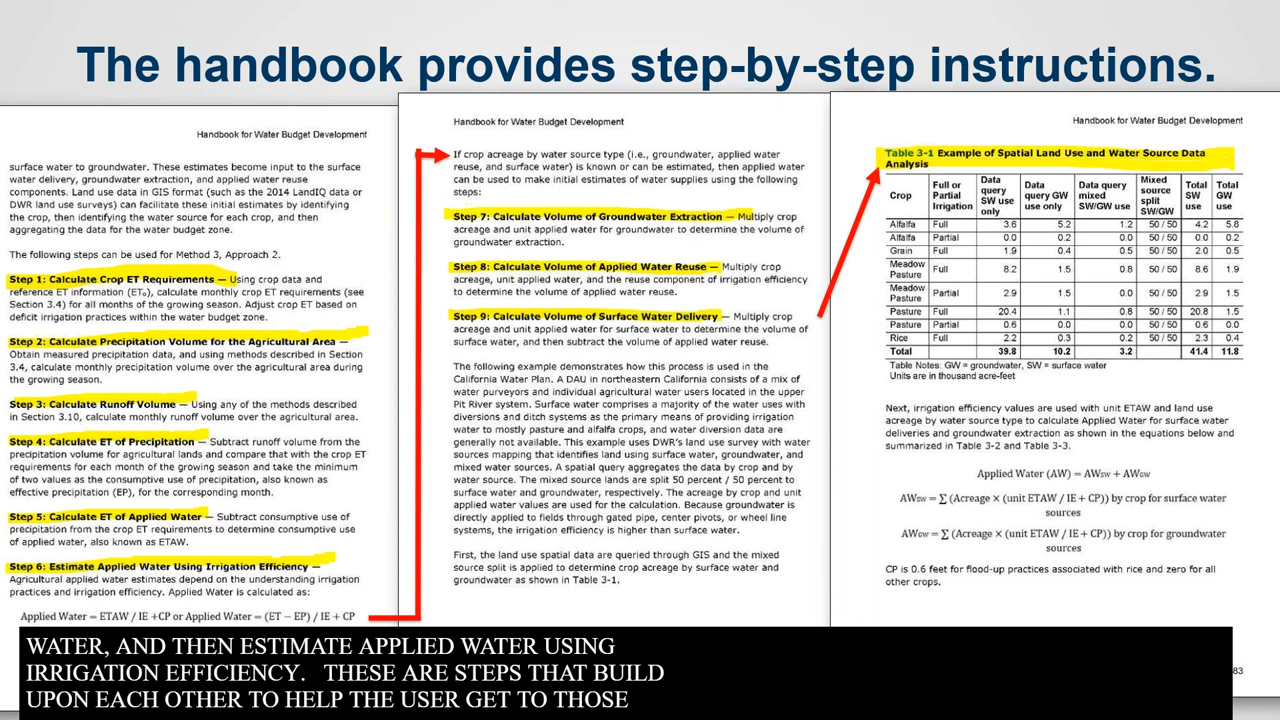 The handbook provides step-by-step instructions.
Handbook for Water Budget Development
surface water to groundwater. These estimates become input to the surface
water delivery, groundwater extraction, and applied water reuse
components. Land use data in GIS format (such as the 2014 LandIQ data or
DWR land use surveys) can facilitate these initial estimates by identifying
the crop, then identifying the water source for each crop, and then
aggregating the data for the water budget zone.
The following steps can be used for Method 3, Approach 2.
Step 1: Calculate Crop ET Requirements — Using crop data and
reference ET information (ETₒ), calculate monthly crop ET requirements (see
Section 3.4) for all months of the growing season. Adjust crop ET based on
deficit irrigation practices within the water budget zone.
Step 2: Calculate Precipitation Volume for the Agricultural Area —
Obtain measured precipitation data, and using methods described in Section
3.4, calculate monthly precipitation volume over the agricultural area during
the growing season.
Step 3: Calculate Runoff Volume — Using any of the methods described
in Section 3.10, calculate monthly runoff volume over the agricultural area.
Step 4: Calculate ET of Precipitation — Subtract runoff volume from the
precipitation volume for agricultural lands and compare that with the crop ET
requirements for each month of the growing season and take the minimum
of two values as the consumptive use of precipitation, also known as
effective precipitation (EP), for the corresponding month.
Step 5: Calculate ET of Applied Water — Subtract consumptive use of
precipitation from the crop ET requirements to determine consumptive use
of applied water, also known as ETAW.
Step 6: Estimate Applied Water Using Irrigation Efficiency —
Agricultural applied water estimates depend on the understanding irrigation
practices and irrigation efficiency. Applied Water is calculated as:
Applied Water = ETAW / IE +CP or Applied Water = (ET − EP) / IE + CP
Handbook for Water Budget Development
If crop acreage by water source type (i.e., groundwater, applied water
reuse, and surface water) is known or can be estimated, then applied water
can be used to make initial estimates of water supplies using the following
steps:
Step 7: Calculate Volume of Groundwater Extraction — Multiply crop
acreage and unit applied water for groundwater to determine the volume of
groundwater extraction.
Step 8: Calculate Volume of Applied Water Reuse — Multiply crop
acreage, unit applied water, and the reuse component of irrigation efficiency
to determine the volume of applied water reuse.
Step 9: Calculate Volume of Surface Water Delivery — Multiply crop
acreage and unit applied water for surface water to determine the volume of
surface water, and then subtract the volume of applied water reuse.
The following example demonstrates how this process is used in the
California Water Plan. A DAU in northeastern California consists of a mix of
water purveyors and individual agricultural water users located in the upper
Pit River system. Surface water comprises a majority of the water uses with
diversions and ditch systems as the primary means of providing irrigation
water to mostly pasture and alfalfa crops, and water diversion data are
generally not available. This example uses DWR's land use survey with water
sources mapping that identifies land using surface water, groundwater, and
mixed water sources. A spatial query aggregates the data by crop and by
water source. The mixed source lands are split 50 percent / 50 percent to
surface water and groundwater, respectively. The acreage by crop and unit
applied water values are used for the calculation. Because groundwater is
directly applied to fields through gated pipe, center pivots, or wheel line
systems, the irrigation efficiency is higher than surface water.
First, the land use spatial data are queried through GIS and the mixed
source split is applied to determine crop acreage by surface water and
groundwater as shown in Table 3-1.
Handbook for Water Budget Development
Table 3-1 Example of Spatial Land Use and Water Source Data
Analysis
Crop | Full or Partial Irrigation | Data query SW use only | Data query GW use only | Data query mixed SW/GW use | Mixed source split SW/GW | Total SW use | Total GW use
Alfalfa Full 3.6 5.2 1.2 50 / 50 4.2 5.8
Alfalfa Partial 0.0 0.2 0.0 50 / 50 0.0 0.2
Grain Full 1.9 0.4 0.5 50 / 50 2.0 0.5
Meadow Pasture Full 8.2 1.5 0.8 50 / 50 8.6 1.9
Meadow Pasture Partial 2.9 1.5 0.0 50 / 50 2.9 1.5
Pasture Full 20.4 1.1 0.8 50 / 50 20.8 1.5
Pasture Partial 0.6 0.0 0.0 50 / 50 0.6 0.0
Rice Full 2.2 0.3 0.2 50 / 50 2.3 0.4
Total 39.8 10.2 3.2 41.4 11.8
Table Notes: GW = groundwater, SW = surface water
Units are in thousand acre-feet
Next, irrigation efficiency values are used with unit ETAW and land use
acreage by water source type to calculate Applied Water for surface water
deliveries and groundwater extraction as shown in the equations below and
summarized in Table 3-2 and Table 3-3.
Applied Water (AW) = AWsw + AWGW
AWsw = ∑ (Acreage × (unit ETAW / IE + CP)) by crop for surface water
sources
AWGW = ∑ (Acreage × (unit ETAW / IE + CP)) by crop for groundwater
sources
CP is 0.6 feet for flood-up practices associated with rice and zero for all
other crops.
83
WATER, AND THEN ESTIMATE APPLIED WATER USING
IRRIGATION EFFICIENCY. THESE ARE STEPS THAT BUILD
UPON EACH OTHER TO HELP THE USER GET TO THOSE